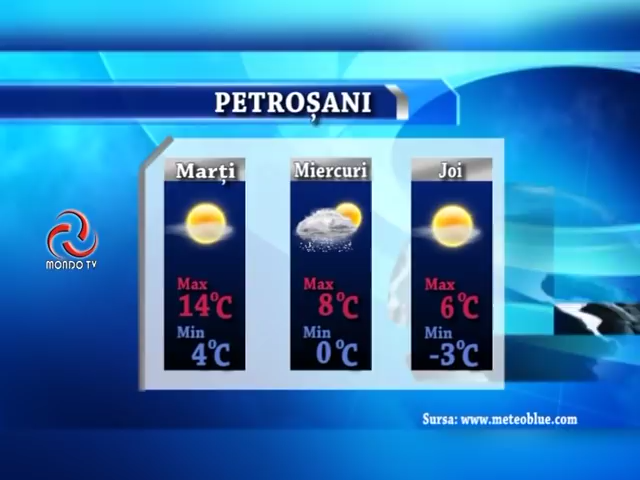 PETROȘANI
Marți
Max
14°C
Min
4°C
Miercuri
Max
8°C
Min
0°C
Joi
Max
6°C
Min
-3°C
MONDO TV
Sursa: www.meteoblue.com